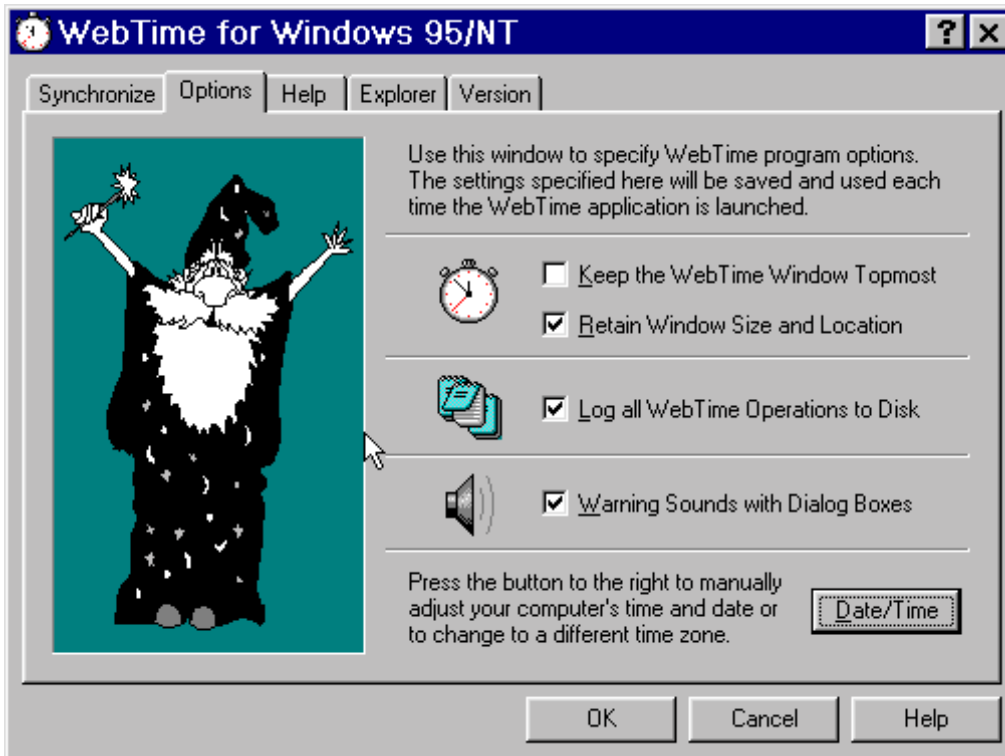 WebTime for Windows 95/NT
Synchronize Options Help Explorer Version
Use this window to specify WebTime program options.
The settings specified here will be saved and used each
time the WebTime application is launched.
Keep the WebTime Window Topmost
Retain Window Size and Location
Log all WebTime Operations to Disk
Warning Sounds with Dialog Boxes
Press the button to the right to manually
adjust your computer's time and date or
to change to a different time zone.
Date/Time
OK Cancel Help